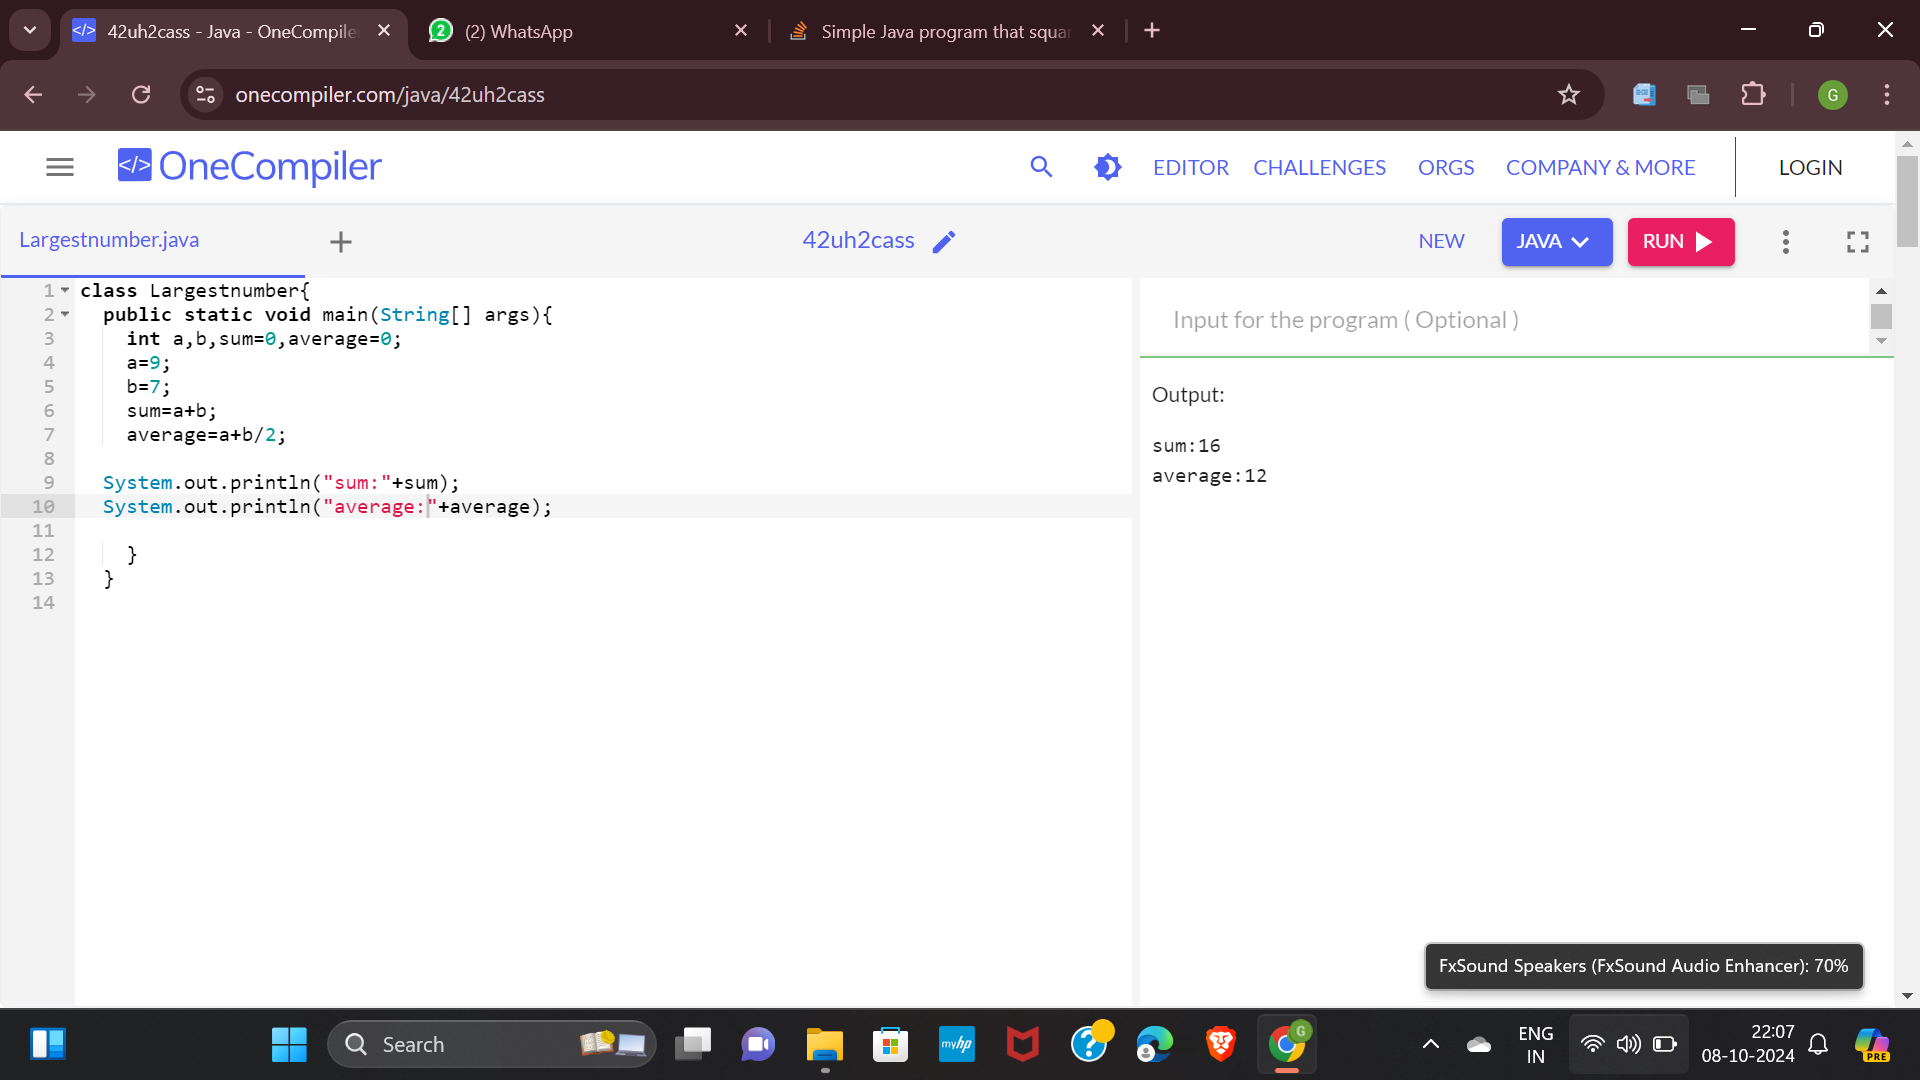 42uh2cass - Java - OneCompile
2
(2) WhatsApp
Simple Java program that squa
onecompiler.com/java/42uh2cass
G
</> OneCompiler
EDITOR
CHALLENGES
ORGS
COMPANY & MORE
LOGIN
Largestnumber.java
42uh2cass
NEW
JAVA
RUN
1 class Largestnumber{
2 public static void main(String[] args){
3 int a,b,sum=0,average=0;
4 a=9;
5 b=7;
6 sum=a+b;
7 average=a+b/2;
8
9 System.out.println("sum:"+sum);
10 System.out.println("average:"+average);
11
12 }
13 }
14
Input for the program ( Optional )
Output:
sum:16
average:12
FxSound Speakers (FxSound Audio Enhancer): 70%
Search
myhp
G
ENG
IN
22:07
08-10-2024
PRE